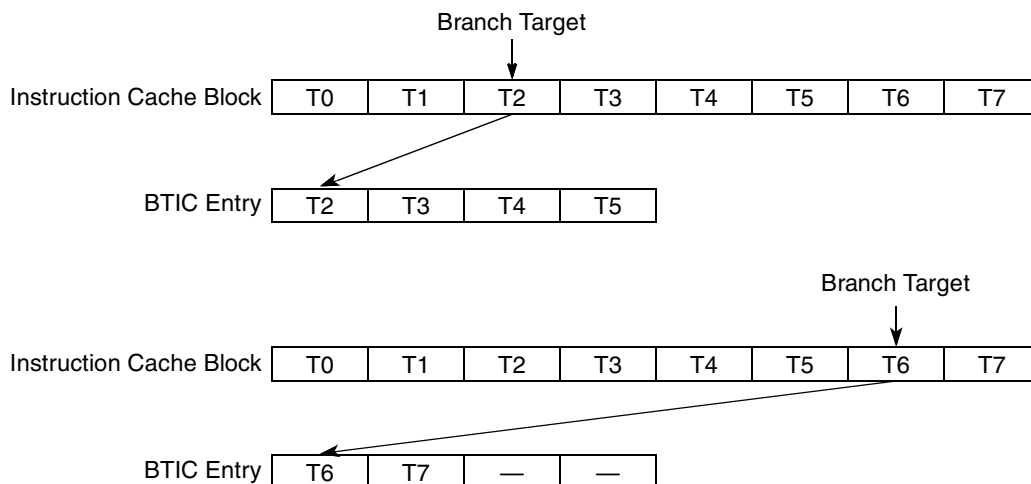 Branch Target
Instruction Cache Block T0 T1 T2 T3 T4 T5 T6 T7
BTIC Entry T2 T3 T4 T5
Branch Target
Instruction Cache Block T0 T1 T2 T3 T4 T5 T6 T7
BTIC Entry T6 T7 — —